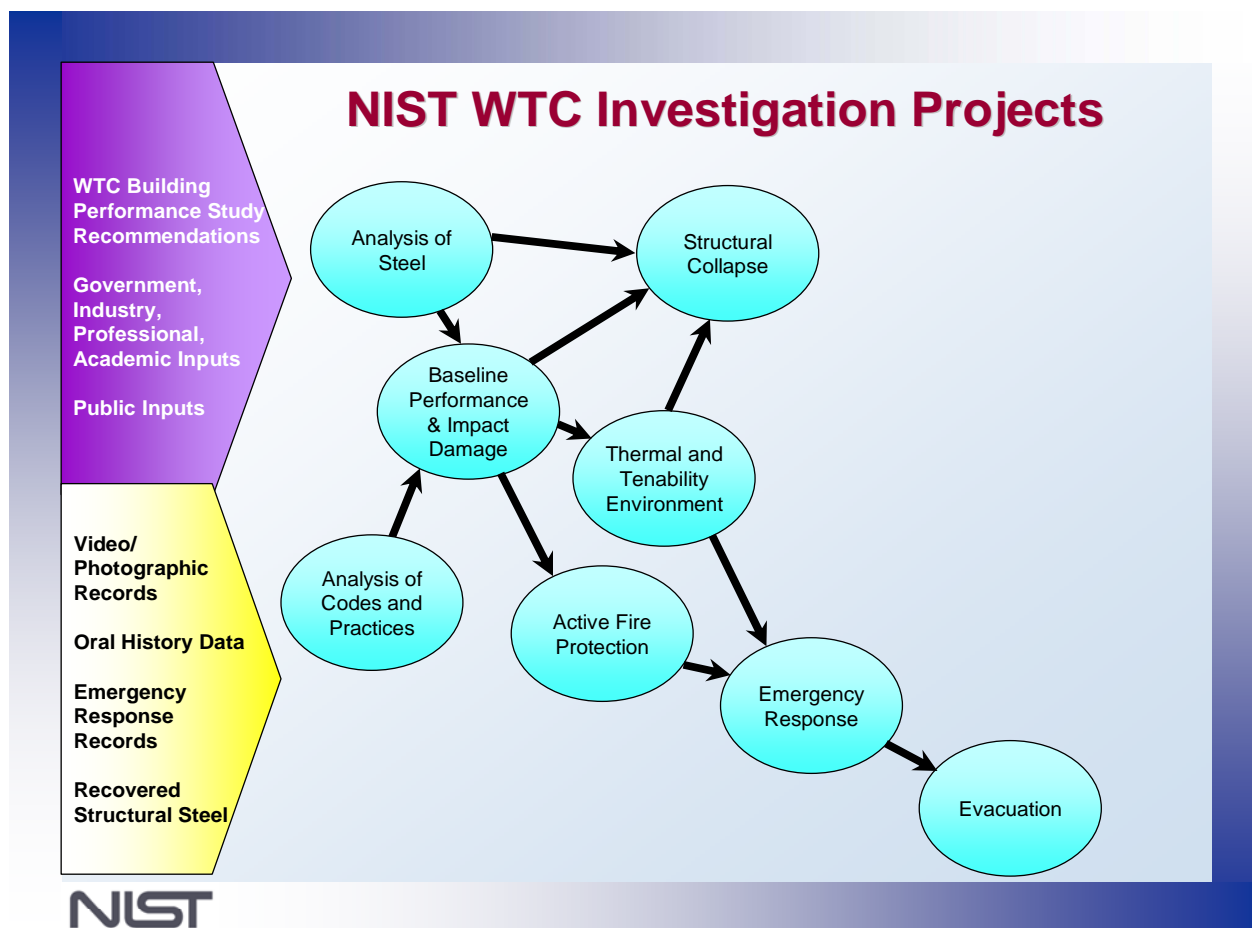 NIST WTC Investigation Projects
WTC Building
Performance Study
Recommendations
Government,
Industry,
Professional,
Academic Inputs
Public Inputs
Video/
Photographic
Records
Oral History Data
Emergency
Response
Records
Recovered
Structural Steel
Analysis of
Steel
Structural
Collapse
Baseline
Performance
& Impact
Damage
Thermal and
Tenability
Environment
Analysis of
Codes and
Practices
Active Fire
Protection
Emergency
Response
Evacuation
NIST